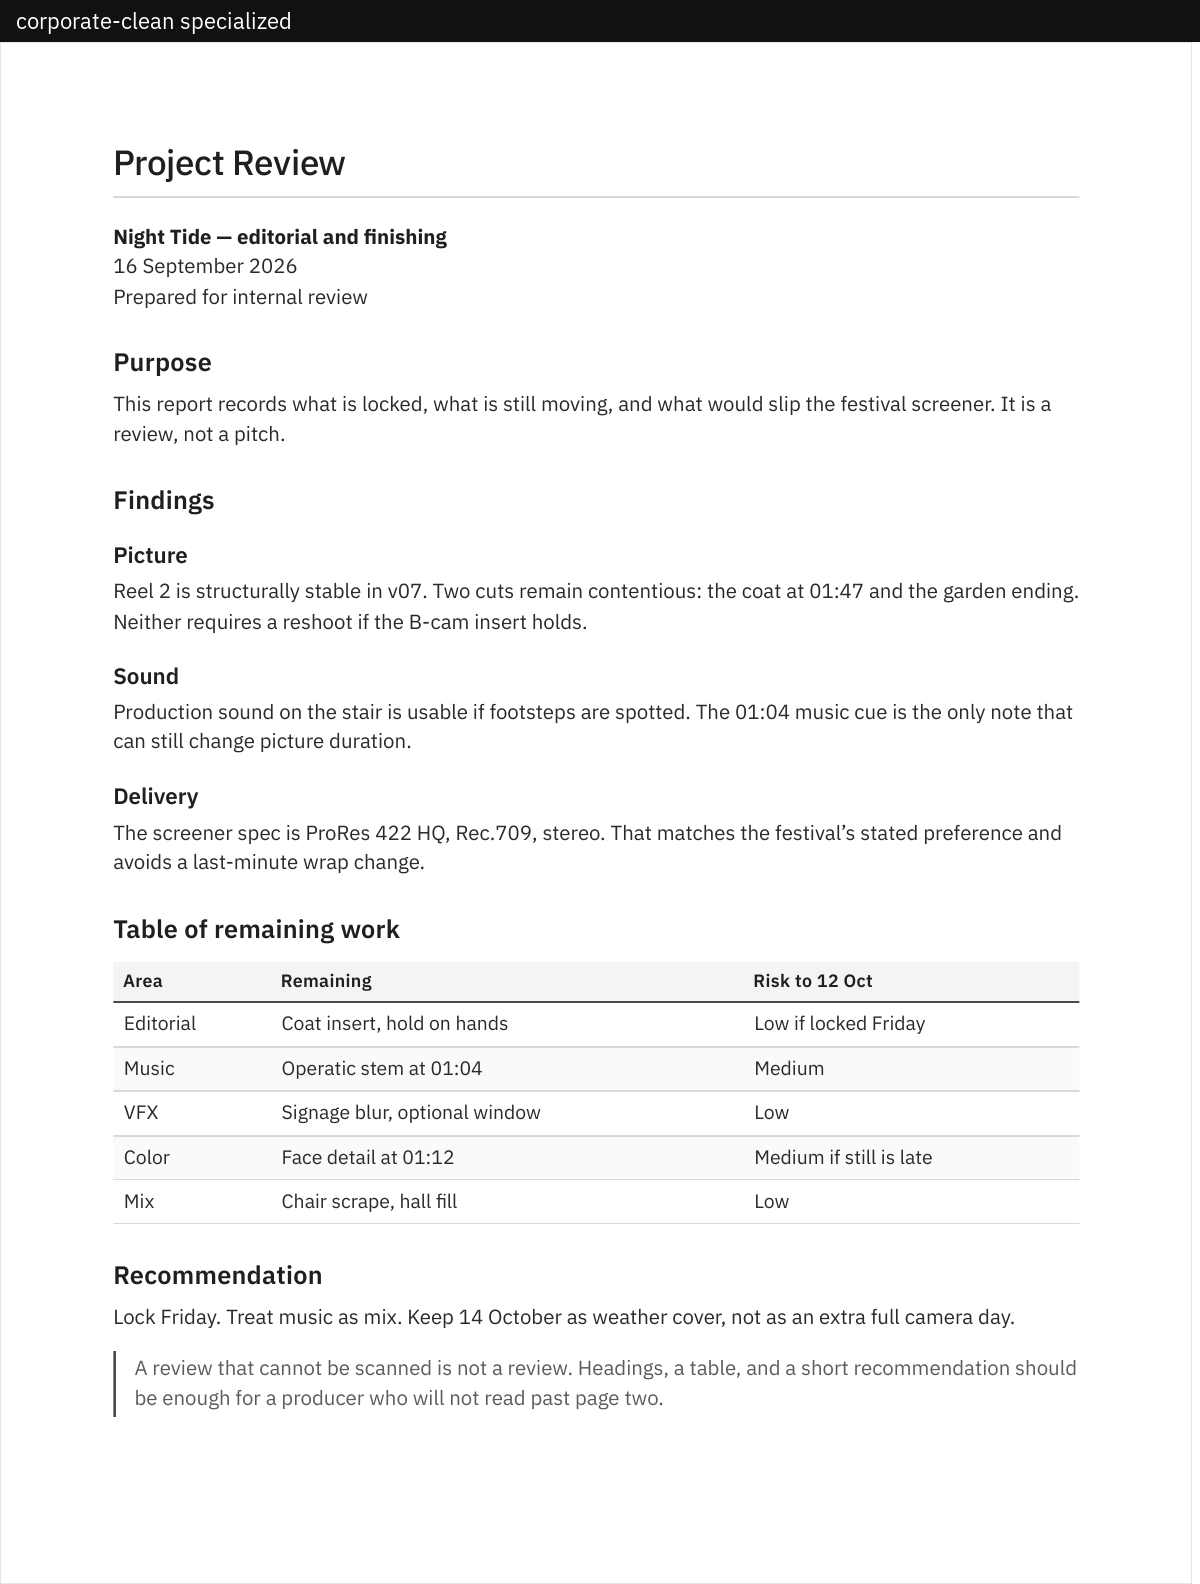 corporate-clean specialized
Project Review
Night Tide — editorial and finishing
16 September 2026
Prepared for internal review
Purpose
This report records what is locked, what is still moving, and what would slip the festival screener. It is a
review, not a pitch.
Findings
Picture
Reel 2 is structurally stable in v07. Two cuts remain contentious: the coat at 01:47 and the garden ending.
Neither requires a reshoot if the B-cam insert holds.
Sound
Production sound on the stair is usable if footsteps are spotted. The 01:04 music cue is the only note that
can still change picture duration.
Delivery
The screener spec is ProRes 422 HQ, Rec.709, stereo. That matches the festival’s stated preference and
avoids a last-minute wrap change.
Table of remaining work
Area Remaining Risk to 12 Oct
Editorial Coat insert, hold on hands Low if locked Friday
Music Operatic stem at 01:04 Medium
VFX Signage blur, optional window Low
Color Face detail at 01:12 Medium if still is late
Mix Chair scrape, hall fill Low
Recommendation
Lock Friday. Treat music as mix. Keep 14 October as weather cover, not as an extra full camera day.
A review that cannot be scanned is not a review. Headings, a table, and a short recommendation should
be enough for a producer who will not read past page two.